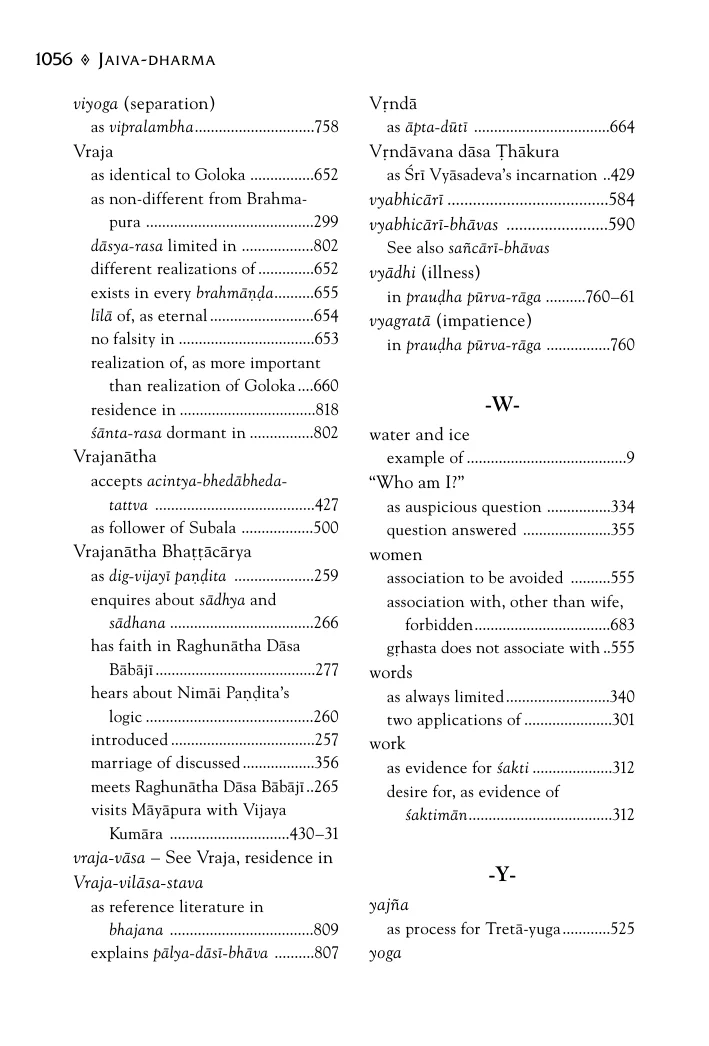 1056 ◊ JAIVA-DHARMA
viyoga (separation)
as vipralambha..............................758
Vraja
as identical to Goloka ................652
as non-different from Brahma-
pura ..........................................299
dāsya-rasa limited in ..................802
different realizations of ..............652
exists in every brahmāṇḍa..........655
līlā of, as eternal ..........................654
no falsity in ..................................653
realization of, as more important
than realization of Goloka ....660
residence in ..................................818
śānta-rasa dormant in ................802
Vrajanātha
accepts acintya-bhedābheda-
tattva ........................................427
as follower of Subala ..................500
Vrajanātha Bhaṭṭācārya
as dig-vijayī paṇḍita ....................259
enquires about sādhya and
sādhana ....................................266
has faith in Raghunātha Dāsa
Bābājī ........................................277
hears about Nimāi Paṇḍita’s
logic ..........................................260
introduced ....................................257
marriage of discussed ..................356
meets Raghunātha Dāsa Bābājī ..265
visits Māyāpura with Vijaya
Kumāra ..............................430–31
vraja-vāsa – See Vraja, residence in
Vraja-vilāsa-stava
as reference literature in
bhajana ....................................809
explains pālya-dāsī-bhāva ..........807
Vṛndā
as āpta-dūtī ..................................664
Vṛndāvana dāsa Ṭhākura
as Śrī Vyāsadeva’s incarnation ..429
vyabhicārī ......................................584
vyabhicārī-bhāvas ........................590
See also sañcārī-bhāvas
vyādhi (illness)
in prauḍha pūrva-rāga ..........760–61
vyagratā (impatience)
in prauḍha pūrva-rāga ................760
-W-
water and ice
example of ........................................9
“Who am I?”
as auspicious question ................334
question answered ......................355
women
association to be avoided ..........555
association with, other than wife,
forbidden..................................683
gṛhasta does not associate with ..555
words
as always limited..........................340
two applications of ......................301
work
as evidence for śakti ....................312
desire for, as evidence of
śaktimān....................................312
-Y-
yajña
as process for Tretā-yuga............525
yoga